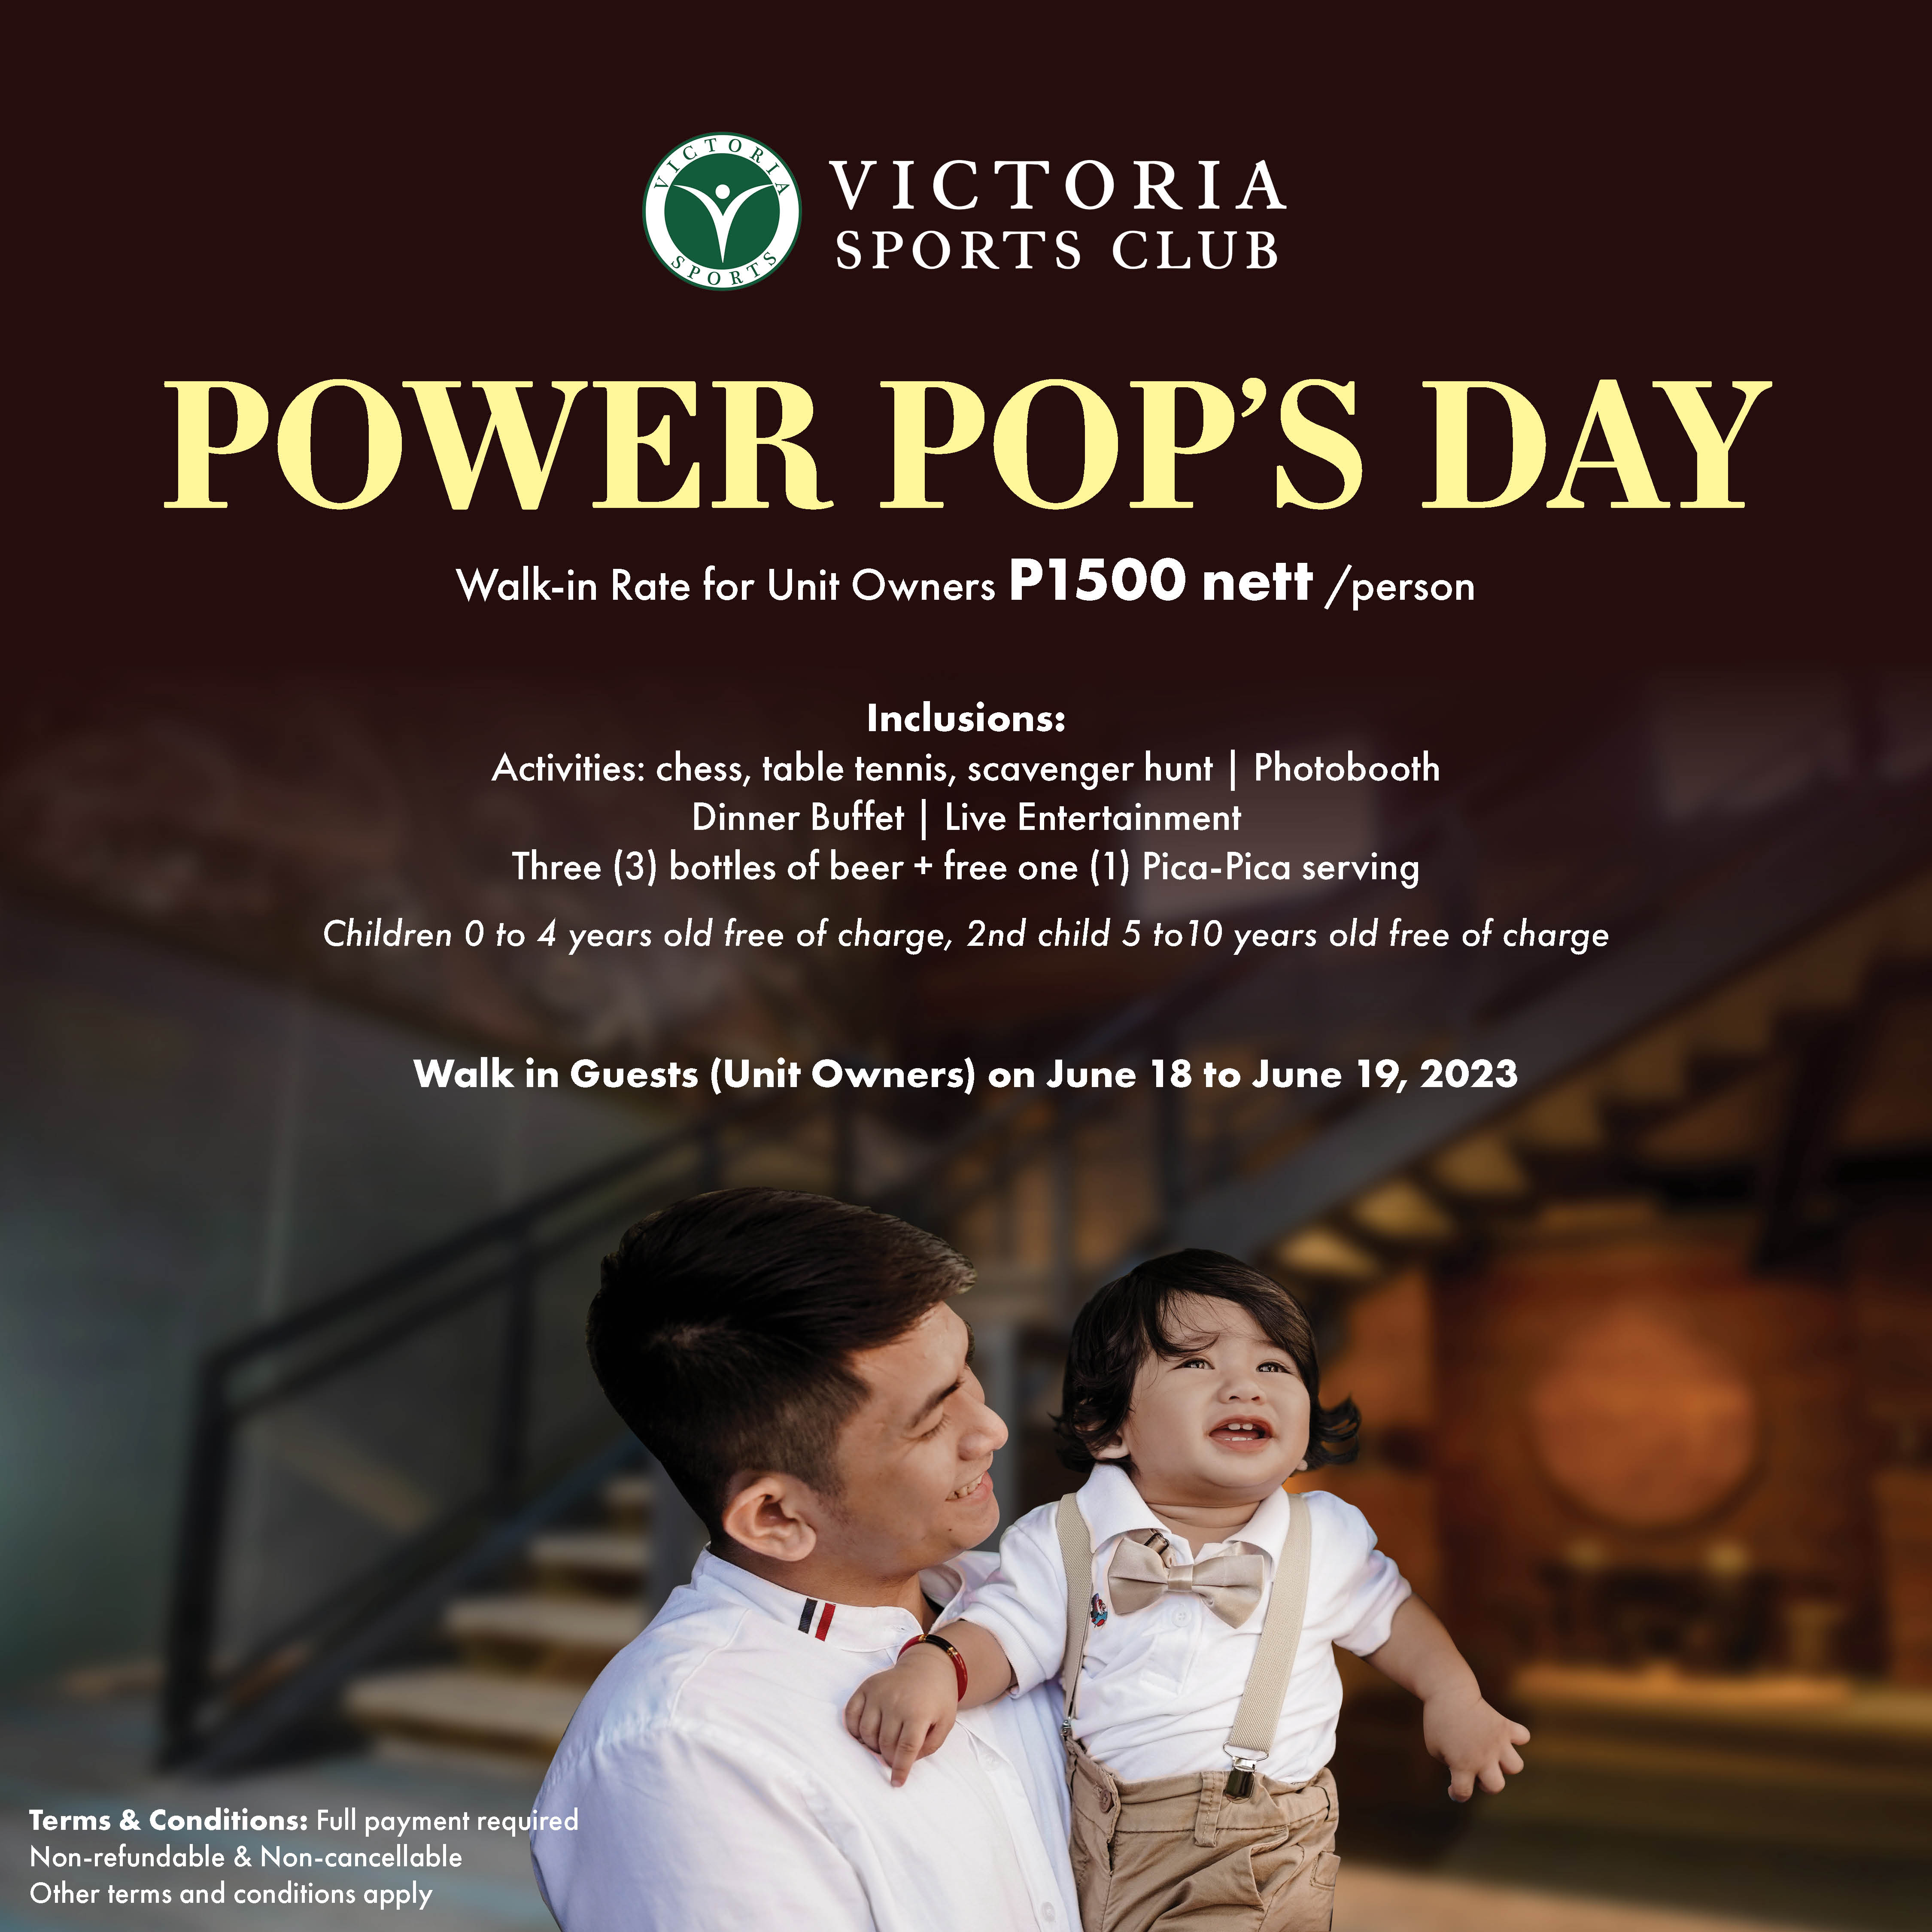 VICTORIA
SPORTS
VICTORIA
SPORTS CLUB
POWER POP’S DAY
Walk-in Rate for Unit Owners P1500 nett /person
Inclusions:
Activities: chess, table tennis, scavenger hunt | Photobooth
Dinner Buffet | Live Entertainment
Three (3) bottles of beer + free one (1) Pica-Pica serving
Children 0 to 4 years old free of charge, 2nd child 5 to10 years old free of charge
Walk in Guests (Unit Owners) on June 18 to June 19, 2023
Terms & Conditions: Full payment required
Non-refundable & Non-cancellable
Other terms and conditions apply